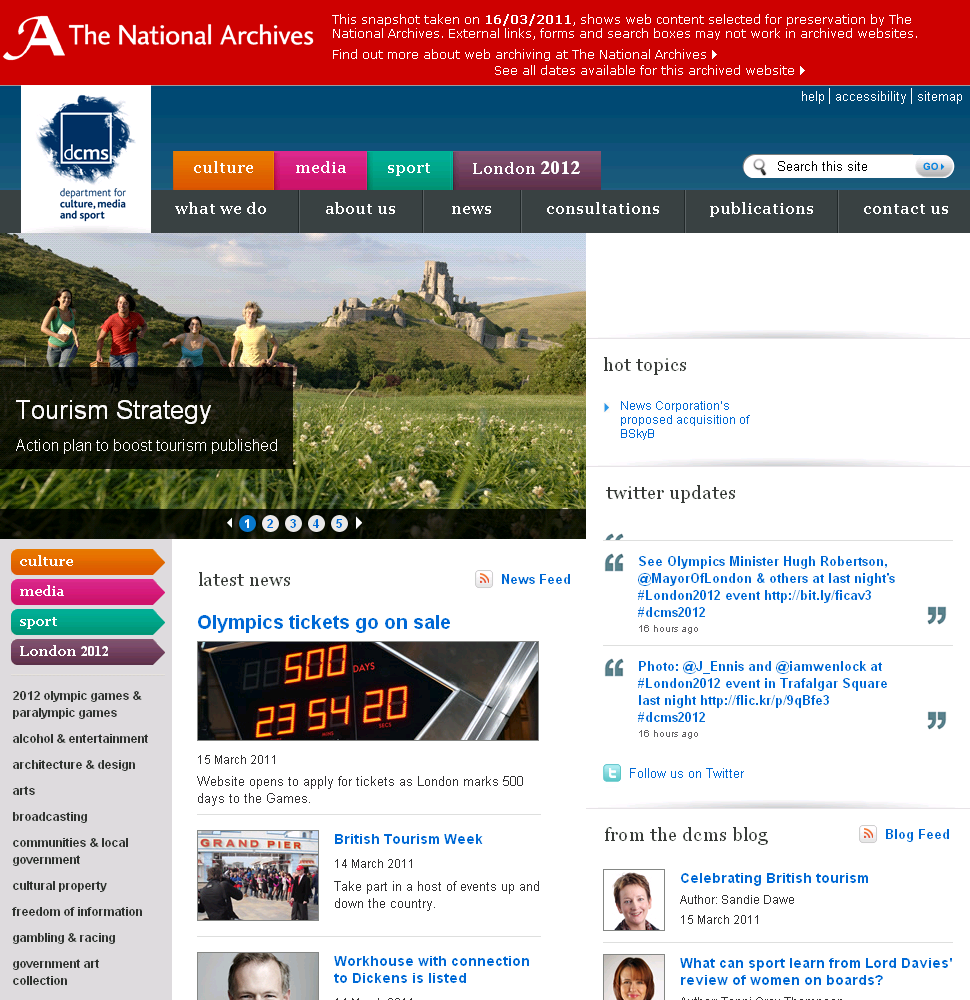 The National Archives
This snapshot taken on 16/03/2011, shows web content selected for preservation by The
National Archives. External links, forms and search boxes may not work in archived websites.
Find out more about web archiving at The National Archives
See all dates available for this archived website
help | accessibility | sitemap
dcms
department for
culture, media
and sport
culture
media
sport
London 2012
Search this site
GO
what we do
about us
news
consultations
publications
contact us
Tourism Strategy
Action plan to boost tourism published
1 2 3 4 5
hot topics
News Corporation's
proposed acquisition of
BSkyB
twitter updates
See Olympics Minister Hugh Robertson,
@MayorOfLondon & others at last night's
#London2012 event http://bit.ly/ficav3
#dcms2012
16 hours ago
Photo: @J_Ennis and @iamwenlock at
#London2012 event in Trafalgar Square
last night http://flic.kr/p/9qBfe3
#dcms2012
16 hours ago
Follow us on Twitter
from the dcms blog
Blog Feed
Celebrating British tourism
Author: Sandie Dawe
15 March 2011
What can sport learn from Lord Davies'
review of women on boards?
culture
media
sport
London 2012
2012 olympic games &
paralympic games
alcohol & entertainment
architecture & design
arts
broadcasting
communities & local
government
cultural property
freedom of information
gambling & racing
government art
collection
latest news
News Feed
Olympics tickets go on sale
500 DAYS
23 54 20
HRS MINS SECS
15 March 2011
Website opens to apply for tickets as London marks 500
days to the Games.
GRAND PIER
British Tourism Week
14 March 2011
Take part in a host of events up and
down the country.
Workhouse with connection
to Dickens is listed